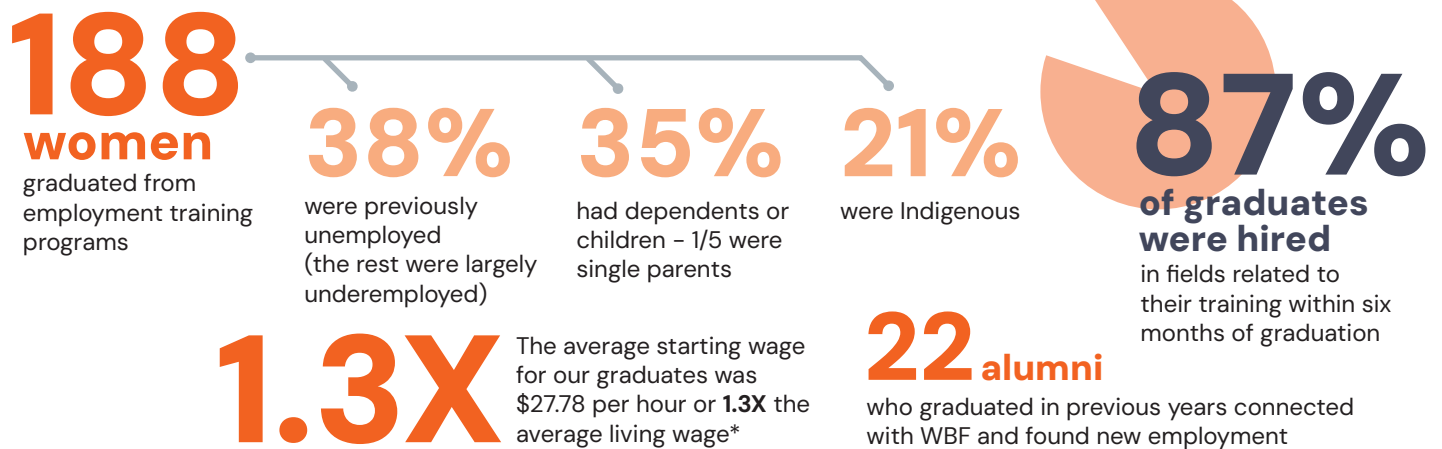 188
women
graduated from
employment training
programs
38%
were previously
unemployed
(the rest were largely
underemployed)
35%
had dependents or
children – 1/5 were
single parents
21%
were Indigenous
87%
of graduates
were hired
in fields related to
their training within six
months of graduation
1.3X
The average starting wage
for our graduates was
$27.78 per hour or 1.3X the
average living wage*
22 alumni
who graduated in previous years connected
with WBF and found new employment